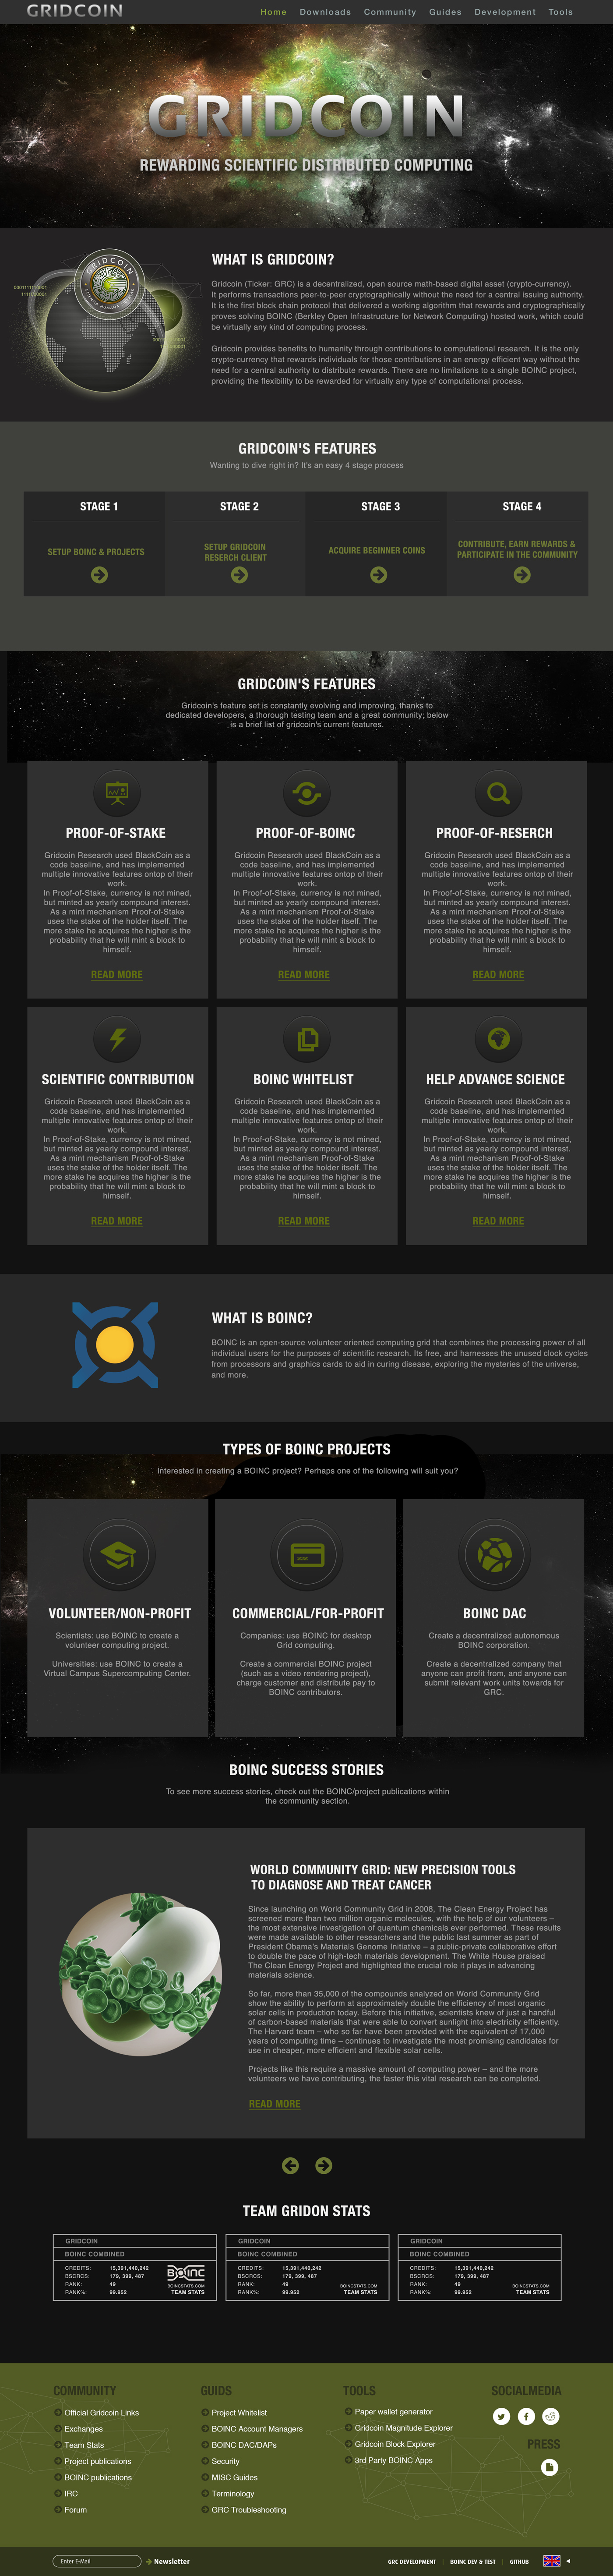 GRIDCOIN
Home Downloads Community Guides Development Tools
GRIDCOIN
REWARDING SCIENTIFIC DISTRIBUTED COMPUTING
GRIDCOIN
WHAT IS GRIDCOIN?
Gridcoin (Ticker: GRC) is a decentralized, open source math-based digital asset (crypto-currency).
It performs transactions peer-to-peer cryptographically without the need for a central issuing authority.
It is the first block chain protocol that delivered a working algorithm that rewards and cryptographically
proves solving BOINC (Berkley Open Infrastructure for Network Computing) hosted work, which could
be virtually any kind of computing process.
Gridcoin provides benefits to humanity through contributions to computational research. It is the only
crypto-currency that rewards individuals for those contributions in an energy efficient way without the
need for a central authority to distribute rewards. There are no limitations to a single BOINC project,
providing the flexibility to be rewarded for virtually any type of computational process.
GRIDCOIN'S FEATURES
Wanting to dive right in? It's an easy 4 stage process
STAGE 1
SETUP BOINC & PROJECTS
STAGE 2
SETUP GRIDCOIN
RESERCH CLIENT
STAGE 3
ACQUIRE BEGINNER COINS
STAGE 4
CONTRIBUTE, EARN REWARDS &
PARTICIPATE IN THE COMMUNITY
GRIDCOIN'S FEATURES
Gridcoin's feature set is constantly evolving and improving, thanks to
dedicated developers, a thorough testing team and a great community; below
is a brief list of gridcoin's current features.
PROOF-OF-STAKE
Gridcoin Research used BlackCoin as a
code baseline, and has implemented
multiple innovative features ontop of their
work.
In Proof-of-Stake, currency is not mined,
but minted as yearly compound interest.
As a mint mechanism Proof-of-Stake
uses the stake of the holder itself. The
more stake he acquires the higher is the
probability that he will mint a block to
himself.
READ MORE
PROOF-OF-BOINC
Gridcoin Research used BlackCoin as a
code baseline, and has implemented
multiple innovative features ontop of their
work.
In Proof-of-Stake, currency is not mined,
but minted as yearly compound interest.
As a mint mechanism Proof-of-Stake
uses the stake of the holder itself. The
more stake he acquires the higher is the
probability that he will mint a block to
himself.
READ MORE
PROOF-OF-RESERCH
Gridcoin Research used BlackCoin as a
code baseline, and has implemented
multiple innovative features ontop of their
work.
In Proof-of-Stake, currency is not mined,
but minted as yearly compound interest.
As a mint mechanism Proof-of-Stake
uses the stake of the holder itself. The
more stake he acquires the higher is the
probability that he will mint a block to
himself.
READ MORE
SCIENTIFIC CONTRIBUTION
Gridcoin Research used BlackCoin as a
code baseline, and has implemented
multiple innovative features ontop of their
work.
In Proof-of-Stake, currency is not mined,
but minted as yearly compound interest.
As a mint mechanism Proof-of-Stake
uses the stake of the holder itself. The
more stake he acquires the higher is the
probability that he will mint a block to
himself.
READ MORE
BOINC WHITELIST
Gridcoin Research used BlackCoin as a
code baseline, and has implemented
multiple innovative features ontop of their
work.
In Proof-of-Stake, currency is not mined,
but minted as yearly compound interest.
As a mint mechanism Proof-of-Stake
uses the stake of the holder itself. The
more stake he acquires the higher is the
probability that he will mint a block to
himself.
READ MORE
HELP ADVANCE SCIENCE
Gridcoin Research used BlackCoin as a
code baseline, and has implemented
multiple innovative features ontop of their
work.
In Proof-of-Stake, currency is not mined,
but minted as yearly compound interest.
As a mint mechanism Proof-of-Stake
uses the stake of the holder itself. The
more stake he acquires the higher is the
probability that he will mint a block to
himself.
READ MORE
WHAT IS BOINC?
BOINC is an open-source volunteer oriented computing grid that combines the processing power of all
individual users for the purposes of scientific research. Its free, and harnesses the unused clock cycles
from processors and graphics cards to aid in curing disease, exploring the mysteries of the universe,
and more.
TYPES OF BOINC PROJECTS
Interested in creating a BOINC project? Perhaps one of the following will suit you?
VOLUNTEER/NON-PROFIT
Scientists: use BOINC to create a
volunteer computing project.
Universities: use BOINC to create a
Virtual Campus Supercomputing Center.
COMMERCIAL/FOR-PROFIT
Companies: use BOINC for desktop
Grid computing.
Create a commercial BOINC project
(such as a video rendering project),
charge customer and distribute pay to
BOINC contributors.
BOINC DAC
Create a decentralized autonomous
BOINC corporation.
Create a decentralized company that
anyone can profit from, and anyone can
submit relevant work units towards for
GRC.
BOINC SUCCESS STORIES
To see more success stories, check out the BOINC/project publications within
the community section.
WORLD COMMUNITY GRID: NEW PRECISION TOOLS
TO DIAGNOSE AND TREAT CANCER
Since launching on World Community Grid in 2008, The Clean Energy Project has
screened more than two million organic molecules, with the help of our volunteers –
the most extensive investigation of quantum chemicals ever performed. These results
were made available to other researchers and the public last summer as part of
President Obama's Materials Genome Initiative – a public-private collaborative effort
to double the pace of high-tech materials development. The White House praised
The Clean Energy Project and highlighted the crucial role it plays in advancing
materials science.
So far, more than 35,000 of the compounds analyzed on World Community Grid
show the ability to perform at approximately double the efficiency of most organic
solar cells in production today. Before this initiative, scientists knew of just a handful
of carbon-based materials that were able to convert sunlight into electricity efficiently.
The Harvard team – who so far have been provided with the equivalent of 17,000
years of computing time – continues to investigate the most promising candidates for
use in cheaper, more efficient and flexible solar cells.
Projects like this require a massive amount of computing power – and the more
volunteers we have contributing, the faster this vital research can be completed.
READ MORE
TEAM GRIDON STATS
GRIDCOIN
BOINC COMBINED
CREDITS: 15,391,440,242
BSCRCS: 179, 399, 487
RANK: 49
RANK%: 99.952
BOINC
BOINCSTATS.COM
TEAM STATS
GRIDCOIN
BOINC COMBINED
CREDITS: 15,391,440,242
BSCRCS: 179, 399, 487
RANK: 49
RANK%: 99.952
BOINCSTATS.COM
TEAM STATS
GRIDCOIN
BOINC COMBINED
CREDITS: 15,391,440,242
BSCRCS: 179, 399, 487
RANK: 49
RANK%: 99.952
BOINCSTATS.COM
TEAM STATS
COMMUNITY
Official Gridcoin Links
Exchanges
Team Stats
Project publications
BOINC publications
IRC
Forum
GUIDS
Project Whitelist
BOINC Account Managers
BOINC DAC/DAPs
Security
MISC Guides
Terminology
GRC Troubleshooting
TOOLS
Paper wallet generator
Gridcoin Magnitude Explorer
Gridcoin Block Explorer
3rd Party BOINC Apps
SOCIALMEDIA
PRESS
Enter E-Mail
Newsletter
GRC DEVELOPMENT | BOINC DEV & TEST | GITHUB